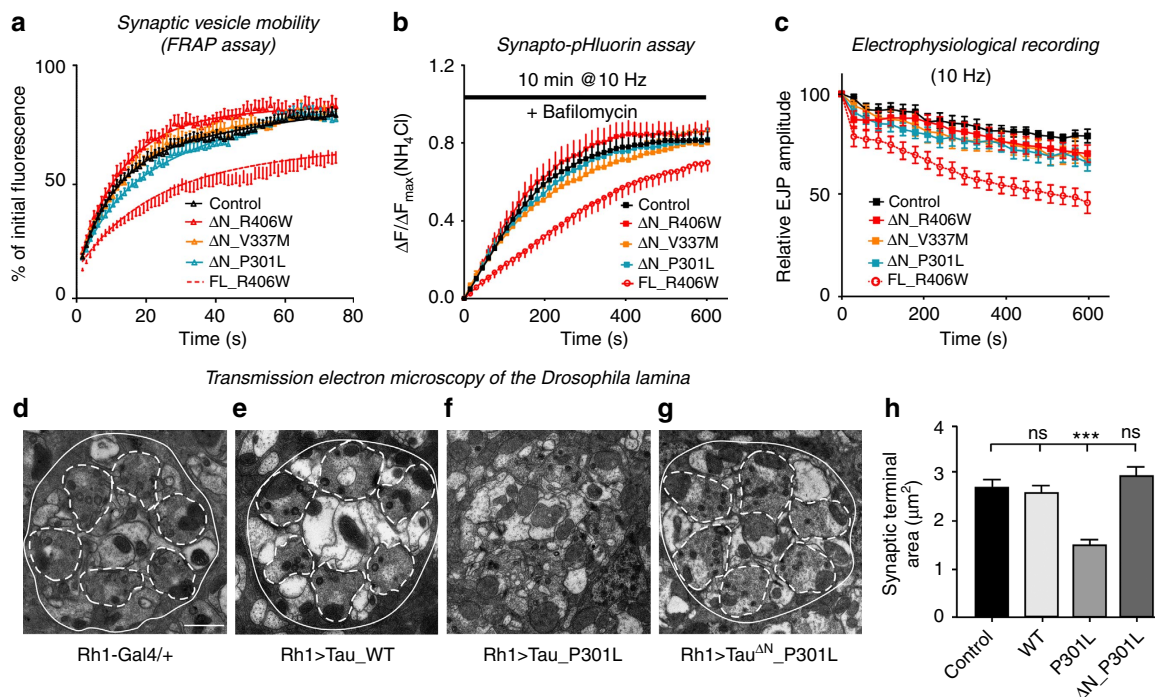 a
Synaptic vesicle mobility
(FRAP assay)
% of initial fluorescence
100
50
0
0 20 40 60 80
Time (s)
Control
ΔN_R406W
ΔN_V337M
ΔN_P301L
FL_R406W
b
Synapto-pHluorin assay
10 min @10 Hz
+ Bafilomycin
ΔF/ΔFmax(NH4Cl)
1.2
0.8
0.4
0.0
0 200 400 600
Time (s)
Control
ΔN_R406W
ΔN_V337M
ΔN_P301L
FL_R406W
c
Electrophysiological recording
(10 Hz)
Relative EJP amplitude
100
50
0
0 200 400 600
Time (s)
Control
ΔN_R406W
ΔN_V337M
ΔN_P301L
FL_R406W
Transmission electron microscopy of the Drosophila lamina
d
Rh1-Gal4/+
e
Rh1>Tau_WT
f
Rh1>Tau_P301L
g
Rh1>TauΔN_P301L
h
Synaptic terminal
area (μm²)
4
3
2
1
0
ns *** ns
Control
WT
P301L
ΔN_P301L